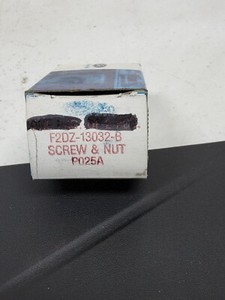 F2DZ-13032-B
SCREW & NUT
P025A